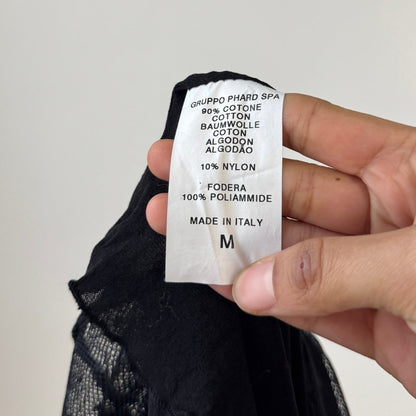 GRUPPO PHARD SPA
90% COTONE
COTTON
BAUMWOLLE
COTON
ALGODON
ALGODÃO
10% NYLON
FODERA
100% POLIAMMIDE
MADE IN ITALY
M